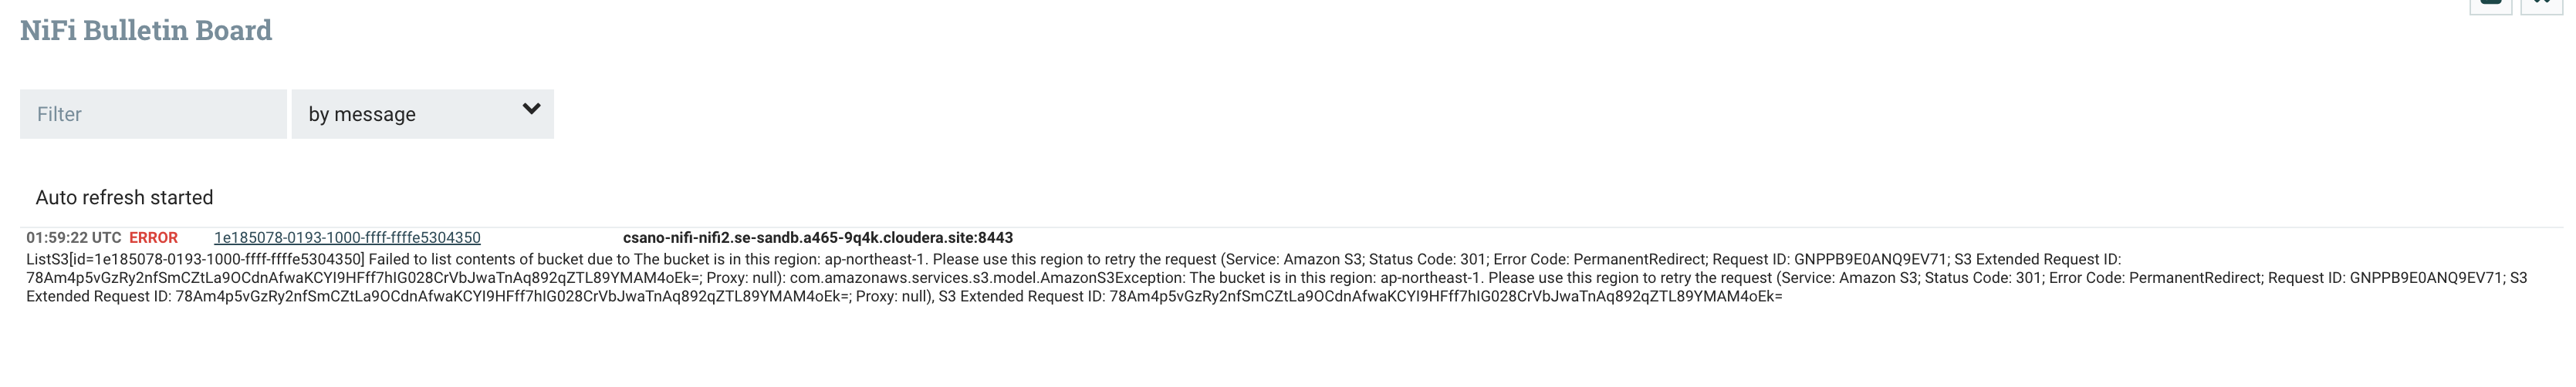 NiFi Bulletin Board
Filter
by message
Auto refresh started
01:59:22 UTC ERROR 1e185078-0193-1000-ffff-ffffe5304350 csano-nifi-nifi2.se-sandb.a465-9q4k.cloudera.site:8443
ListS3[id=1e185078-0193-1000-ffff-ffffe5304350] Failed to list contents of bucket due to The bucket is in this region: ap-northeast-1. Please use this region to retry the request (Service: Amazon S3; Status Code: 301; Error Code: PermanentRedirect; Request ID: GNPPB9E0ANQ9EV71; S3 Extended Request ID:
78Am4p5vGzRy2nfSmCZtLa9OCdnAfwaKCYI9HFff7hIG028CrVbJwaTnAq892qZTL89YMAM4oEk=; Proxy: null): com.amazonaws.services.s3.model.AmazonS3Exception: The bucket is in this region: ap-northeast-1. Please use this region to retry the request (Service: Amazon S3; Status Code: 301; Error Code: PermanentRedirect; Request ID: GNPPB9E0ANQ9EV71; S3
Extended Request ID: 78Am4p5vGzRy2nfSmCZtLa9OCdnAfwaKCYI9HFff7hIG028CrVbJwaTnAq892qZTL89YMAM4oEk=; Proxy: null), S3 Extended Request ID: 78Am4p5vGzRy2nfSmCZtLa9OCdnAfwaKCYI9HFff7hIG028CrVbJwaTnAq892qZTL89YMAM4oEk=